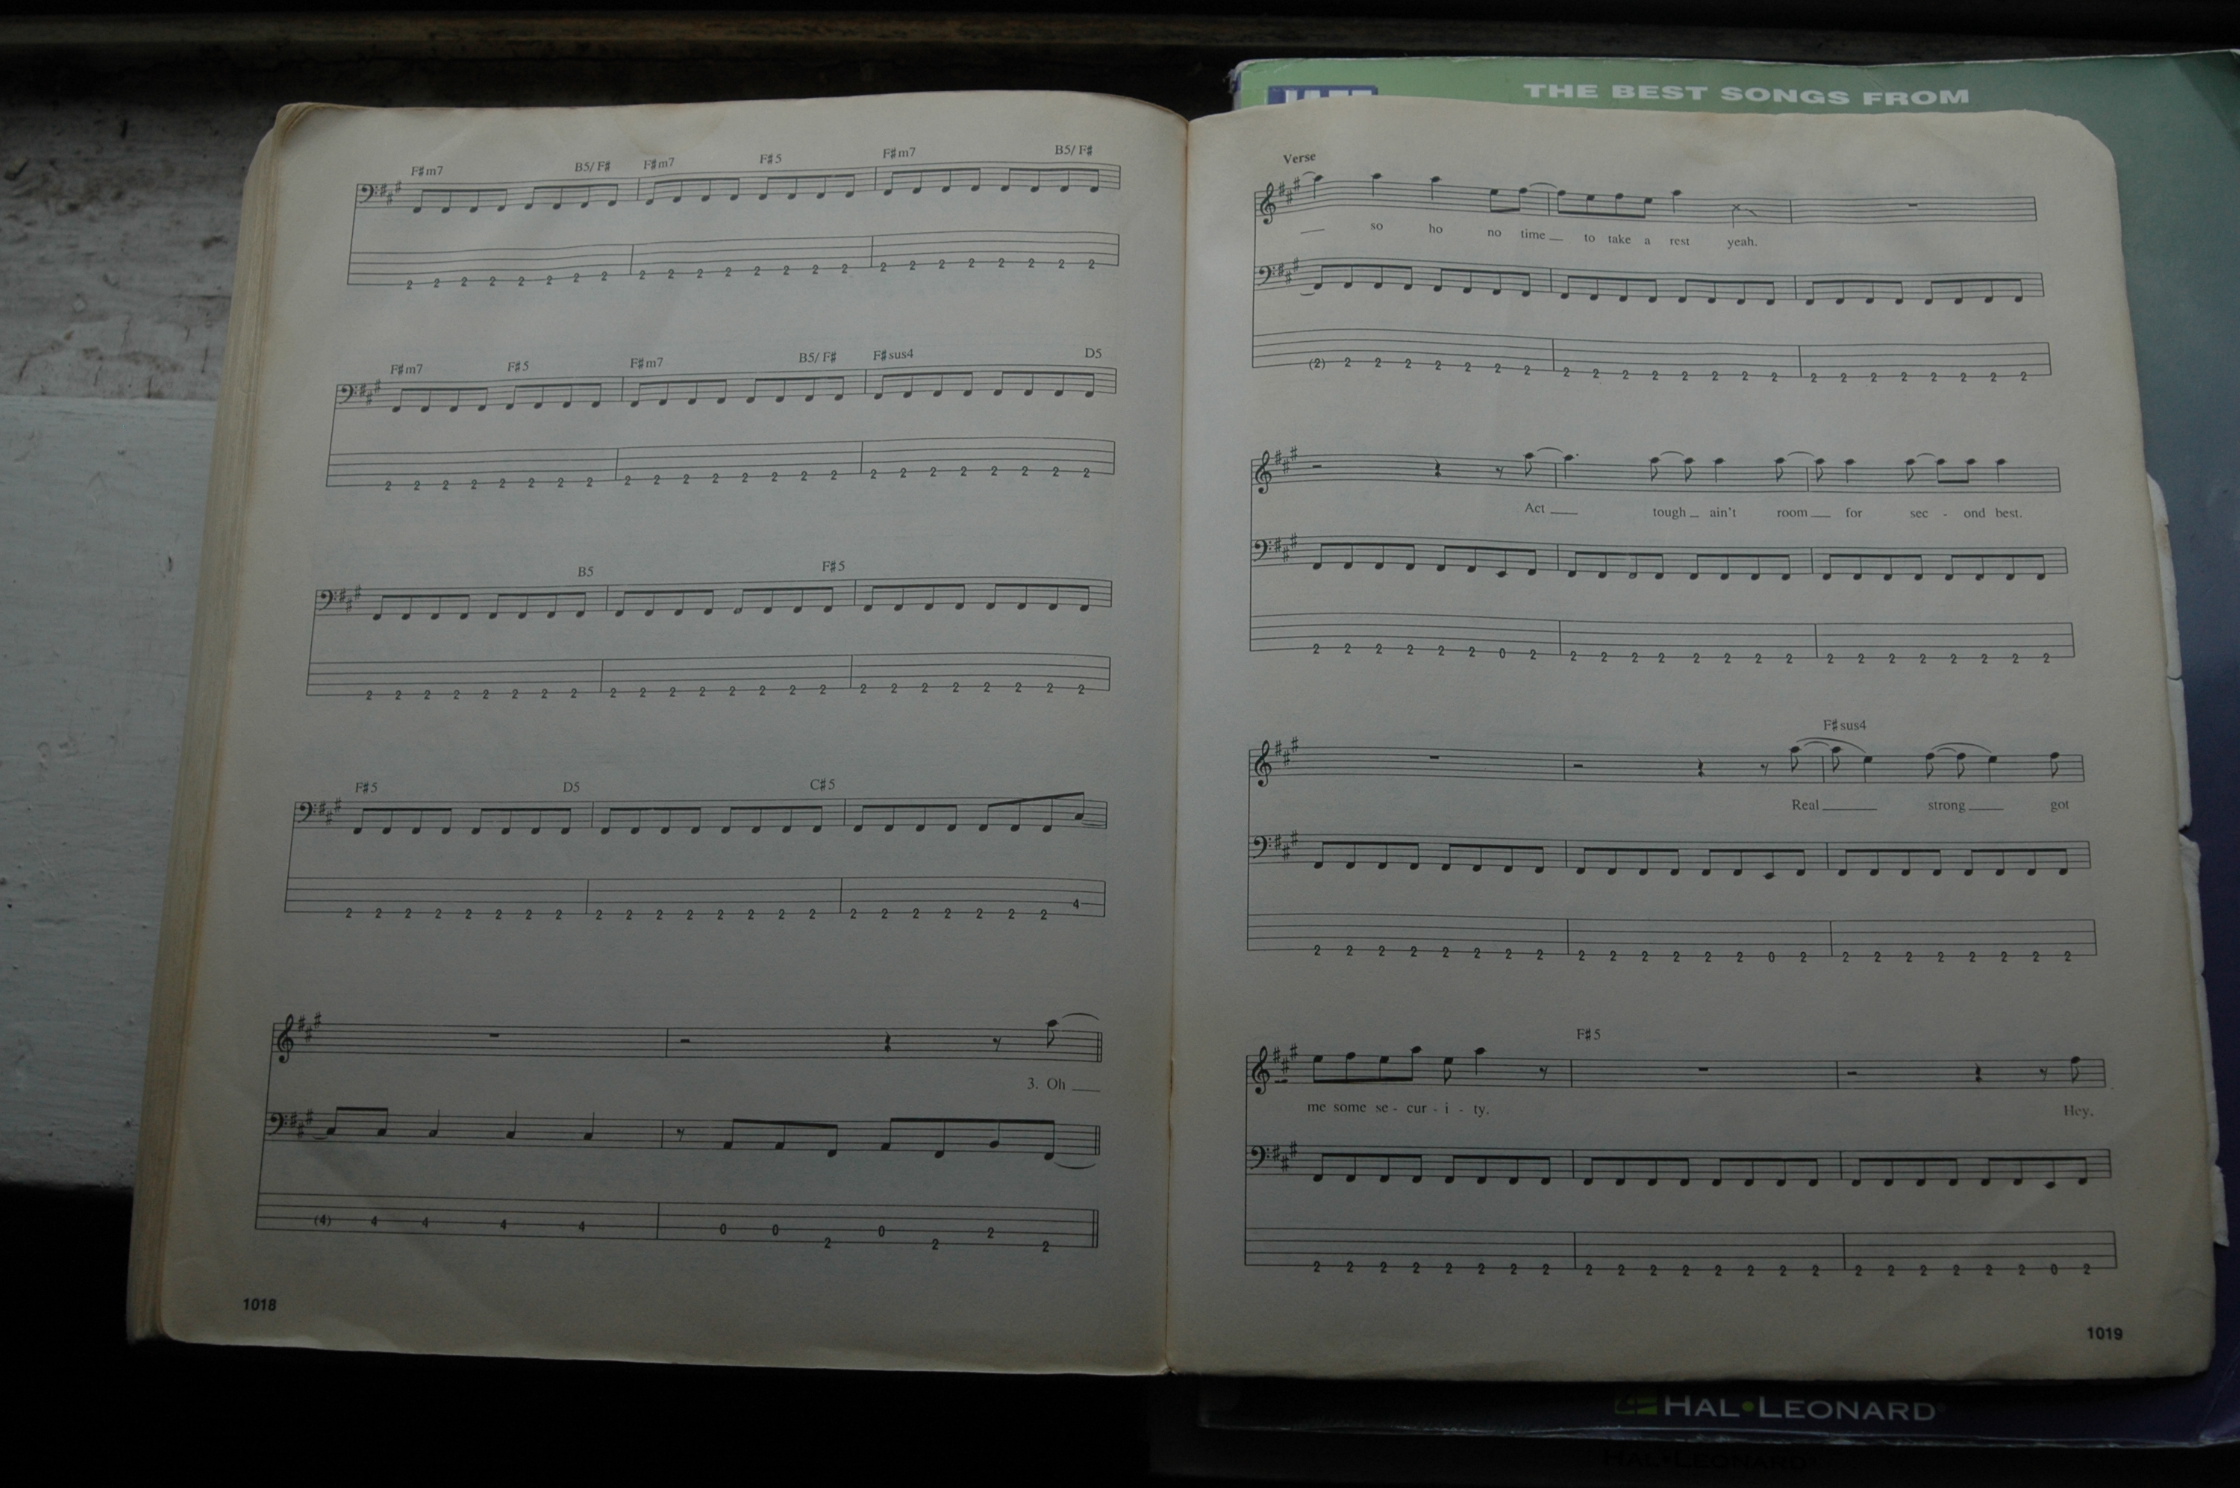 THE BEST SONGS FROM
F#m7 B5/F# F#m7 F#5 F#m7 B5/F#
2 2 2 2 2 2 2 2 2 2 2 2 2 2 2 2 2 2 2 2 2 2 2 2
F#m7 F#5 F#m7 B5/F# F#sus4 D5
2 2 2 2 2 2 2 2 2 2 2 2 2 2 2 2 2 2 2 2 2 2 2 2
B5 F#5
2 2 2 2 2 2 2 2 2 2 2 2 2 2 2 2 2 2 2 2 2 2 2 2
F#5 D5 C#5
2 2 2 2 2 2 2 2 2 2 2 2 2 2 2 2 2 2 2 2 2 2 2 4
3. Oh
(4) 4 4 4 4 0 0 2 0 2 2 2
1018
Verse
so ho no time to take a rest yeah.
(2) 2 2 2 2 2 2 2 2 2 2 2 2 2 2 2 2 2 2 2 2 2 2 2
Act tough ain't room for sec - ond best.
2 2 2 2 2 2 0 2 2 2 2 2 2 2 2 2 2 2 2 2 2 2 2 2
F#sus4
Real strong got
2 2 2 2 2 2 2 2 2 2 2 2 2 2 0 2 2 2 2 2 2 2 2 2
F#5
me some se - cur - i - ty. Hey.
2 2 2 2 2 2 2 2 2 2 2 2 2 2 2 2 2 2 2 2 2 2 0 2
1019
HAL•LEONARD
HAL•LEONARD